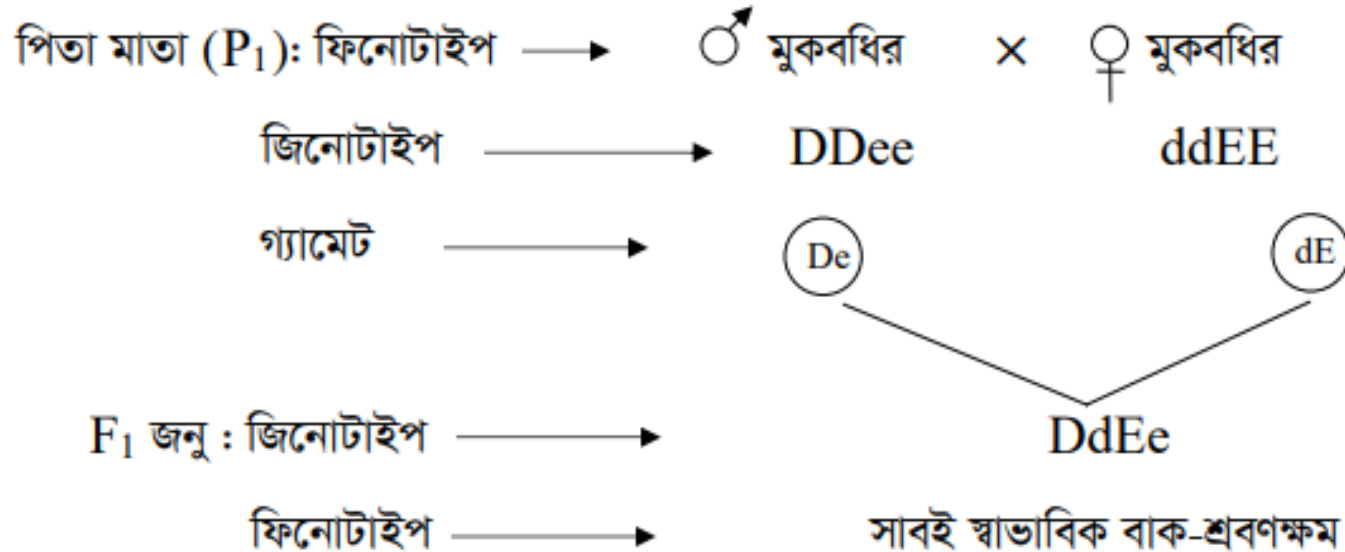 পিতা মাতা (P₁): ফিনোটাইপ → ♂ মুকবধির × ♀ মুকবধির
জিনোটাইপ → DDee ddEE
গ্যামেট → De dE
F₁ জনু : জিনোটাইপ → DdEe
ফিনোটাইপ → সাবই স্বাভাবিক বাক-শ্রবণক্ষম